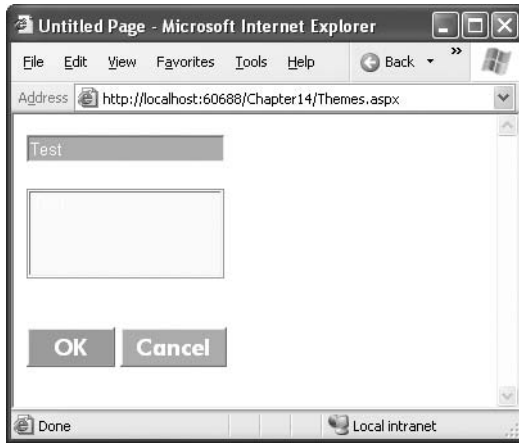 Untitled Page - Microsoft Internet Explorer
File Edit View Favorites Tools Help Back »
Address http://localhost:60688/Chapter14/Themes.aspx
Test
OK Cancel
Done Local intranet